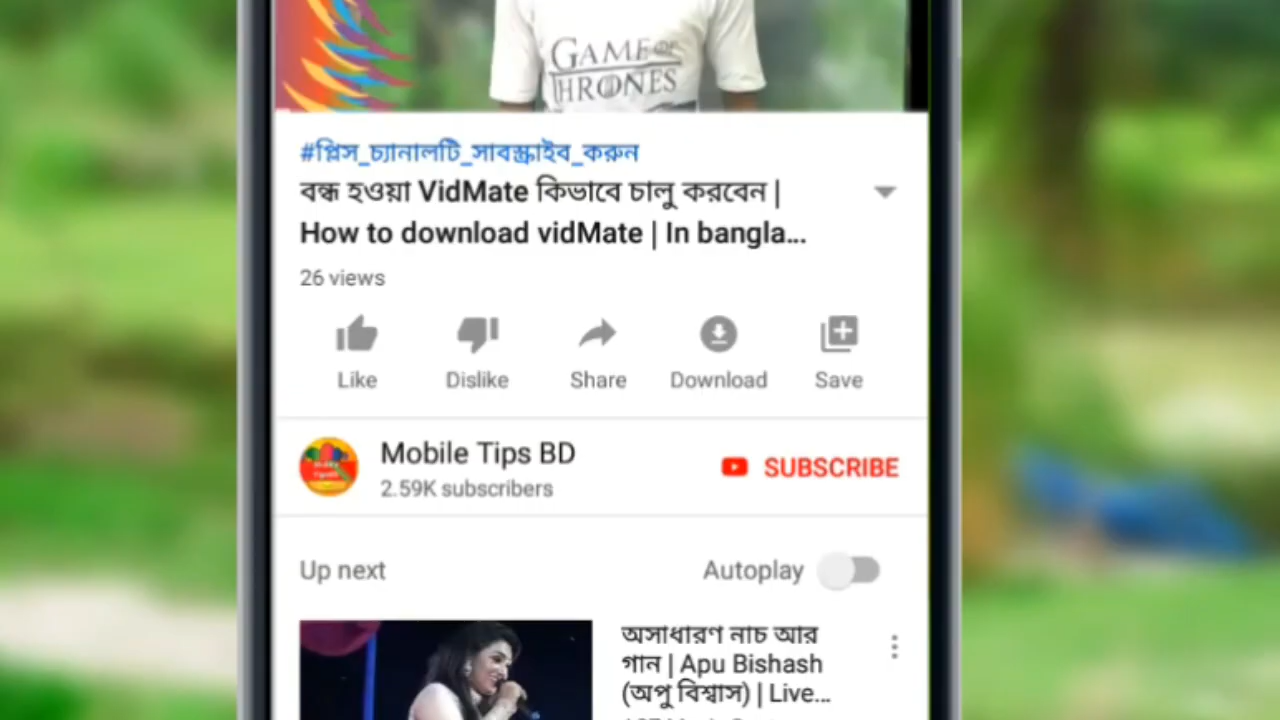 GAME OF
THRONES
#প্লিস_চ্যানালটি_সাবস্ক্রাইব_করুন
বন্ধ হওয়া VidMate কিভাবে চালু করবেন |
How to download vidMate | In bangla...
26 views
Like Dislike Share Download Save
Mobile Tips BD
SUBSCRIBE
2.59K subscribers
Up next Autoplay
অসাধারণ নাচ আর
গান | Apu Bishash
(অপু বিশ্বাস) | Live...